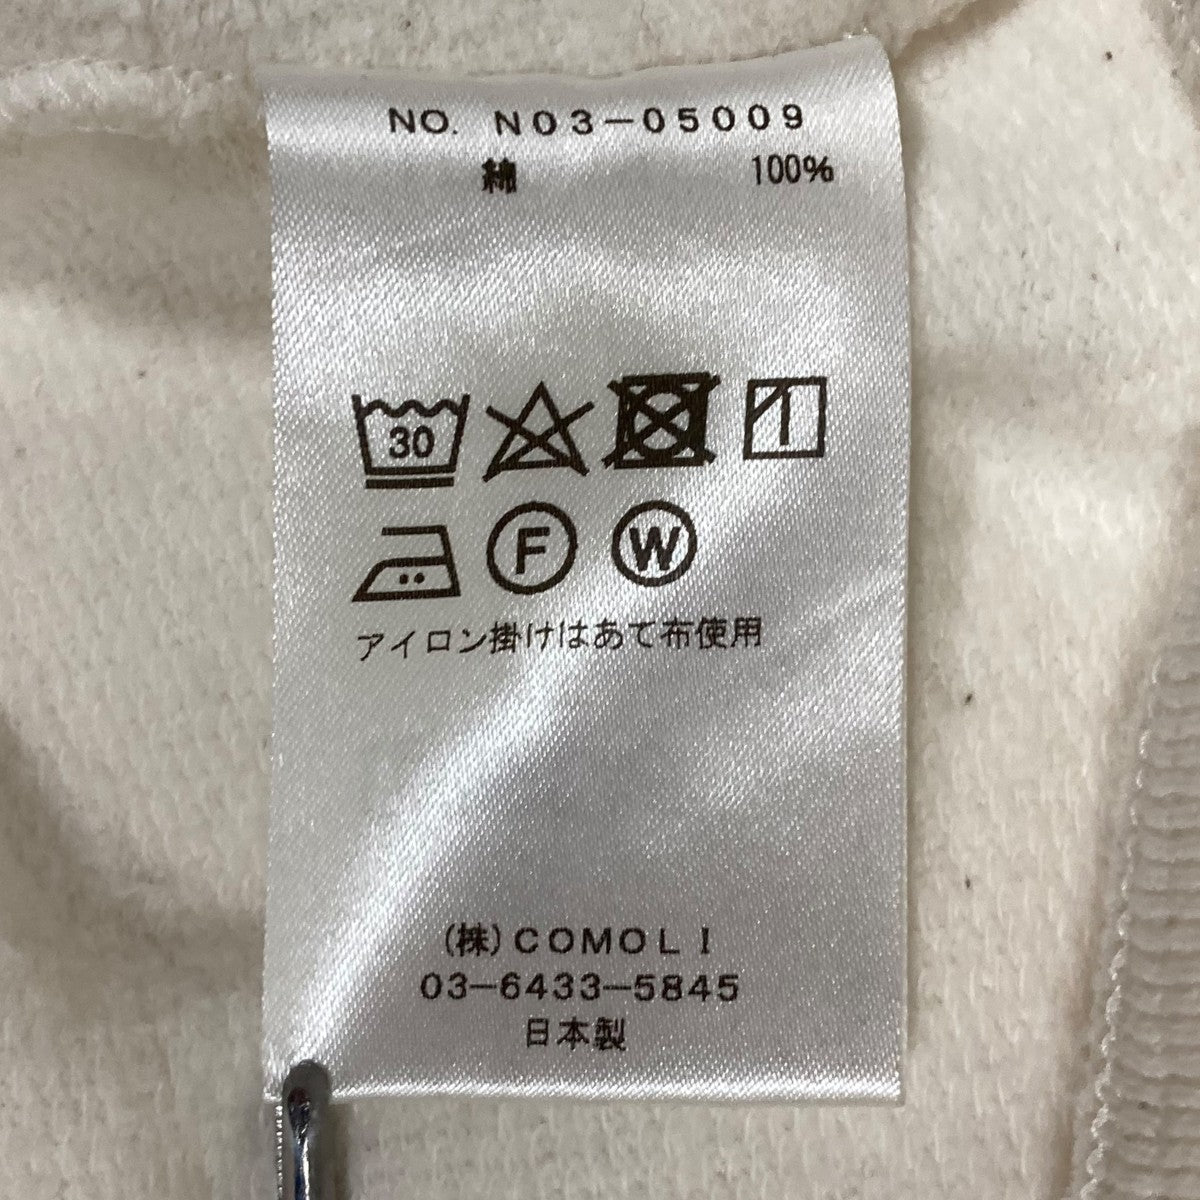 NO. N03-05009
綿 100%
30
F W
アイロン掛けはあて布使用
(株)COMOLI
03-6433-5845
日本製